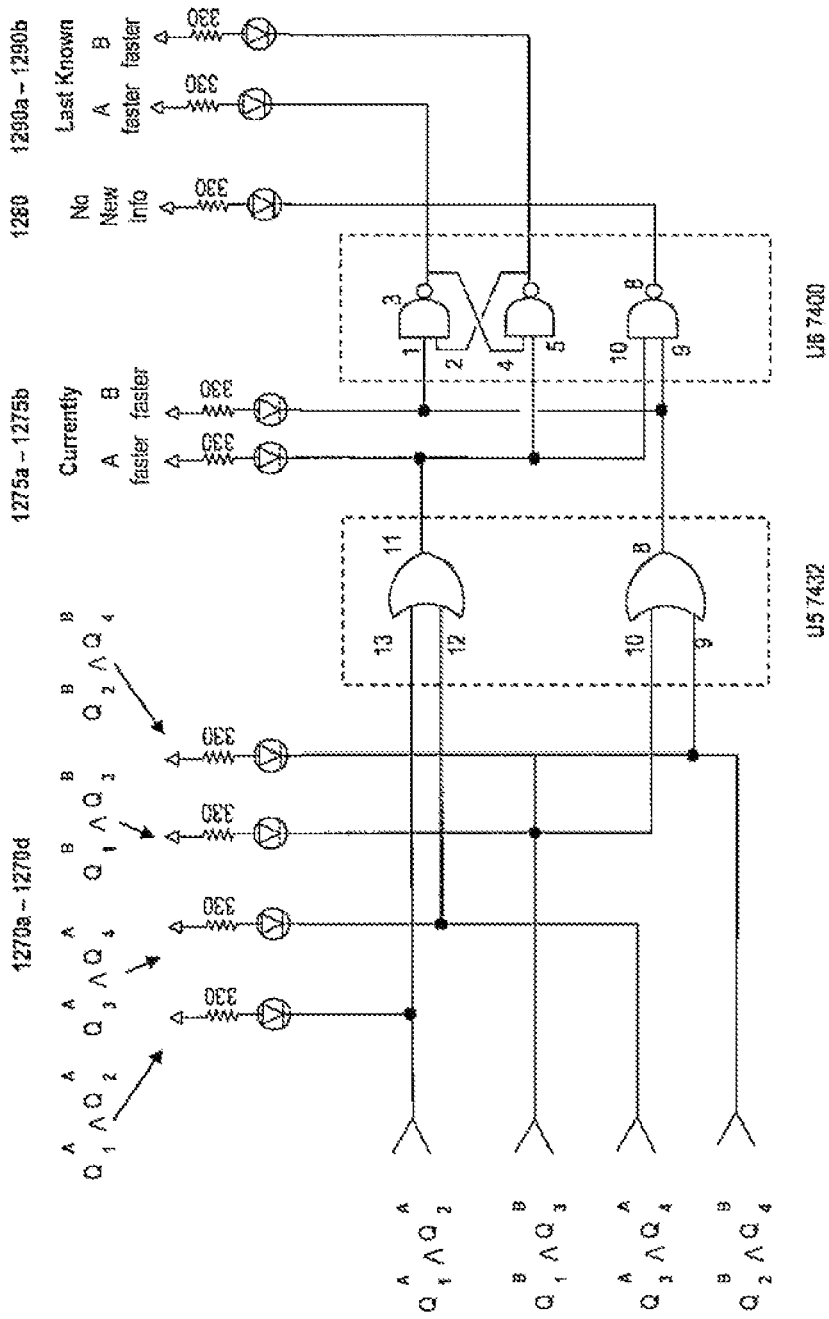 1270a – 1270d
1275a – 1275b
1280
1290a – 1290b
Q₁ᴬ ∧ Q₂ᴬ
Q₃ᴬ ∧ Q₄ᴬ
Q₁ᴮ ∧ Q₃ᴮ
Q₂ᴮ ∧ Q₄ᴮ
Currently
A faster
B faster
No New Info
Last Known
A faster
B faster
330
330
330
330
330
330
330
330
330
Q₁ᴬ ∧ Q₂ᴬ
Q₁ᴮ ∧ Q₃ᴮ
Q₃ᴬ ∧ Q₄ᴬ
Q₂ᴮ ∧ Q₄ᴮ
13
12
11
10
9
8
1
2
3
4
5
10
9
8
U5 7432
U6 7400